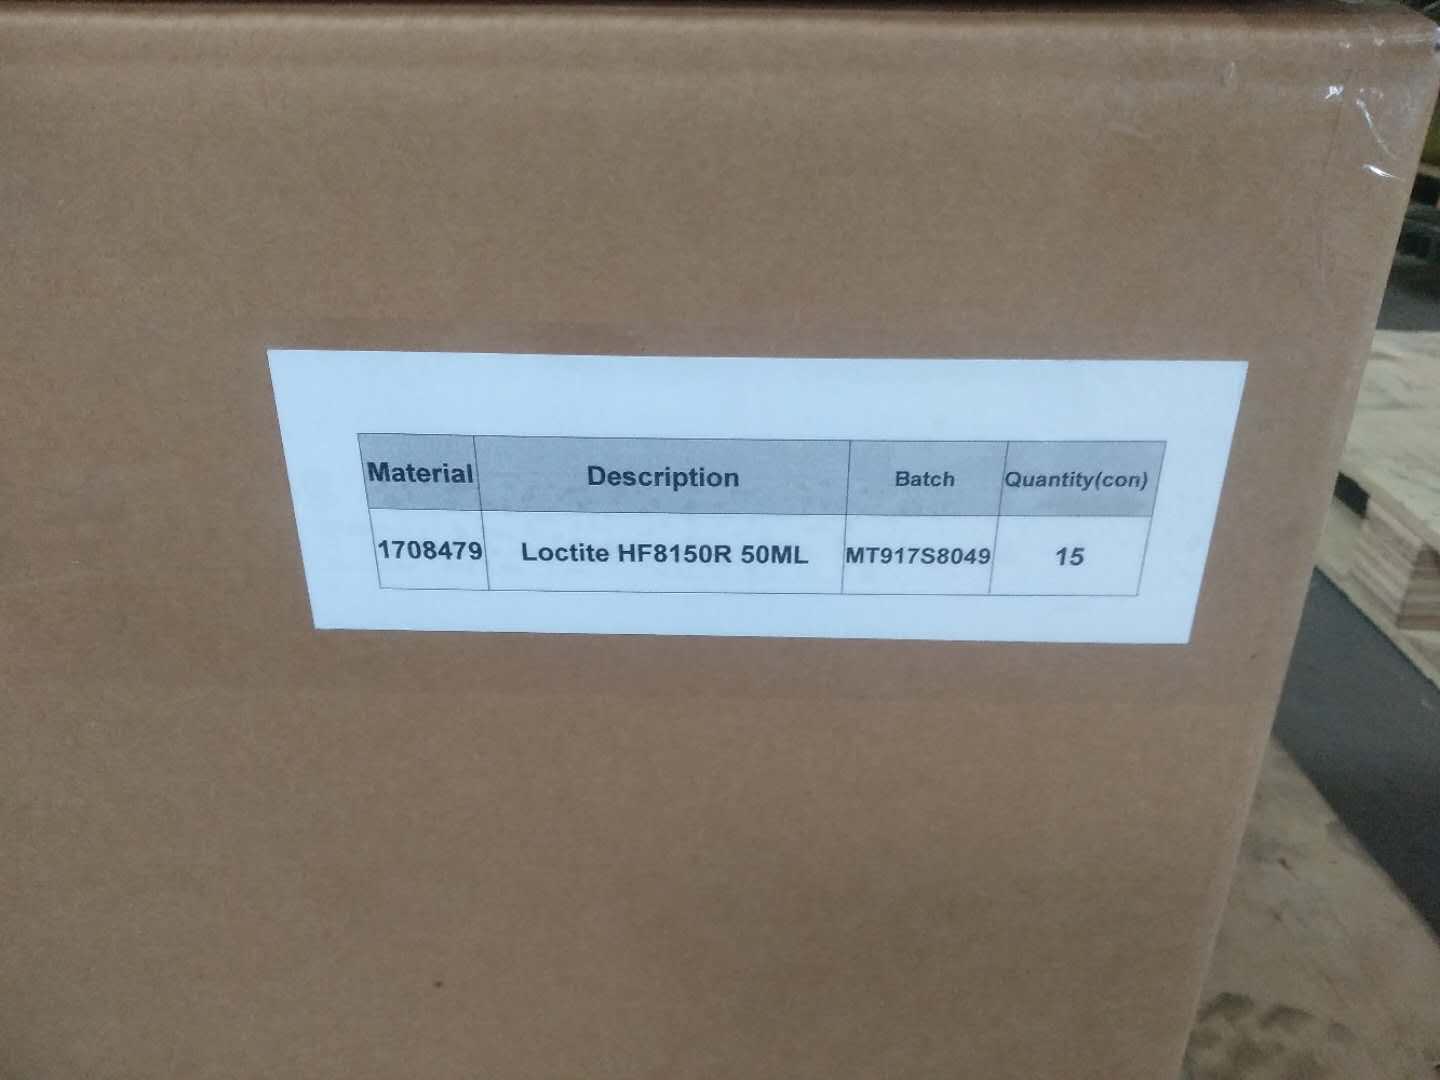 Material Description Batch Quantity(con)
1708479 Loctite HF8150R 50ML MT917S8049 15